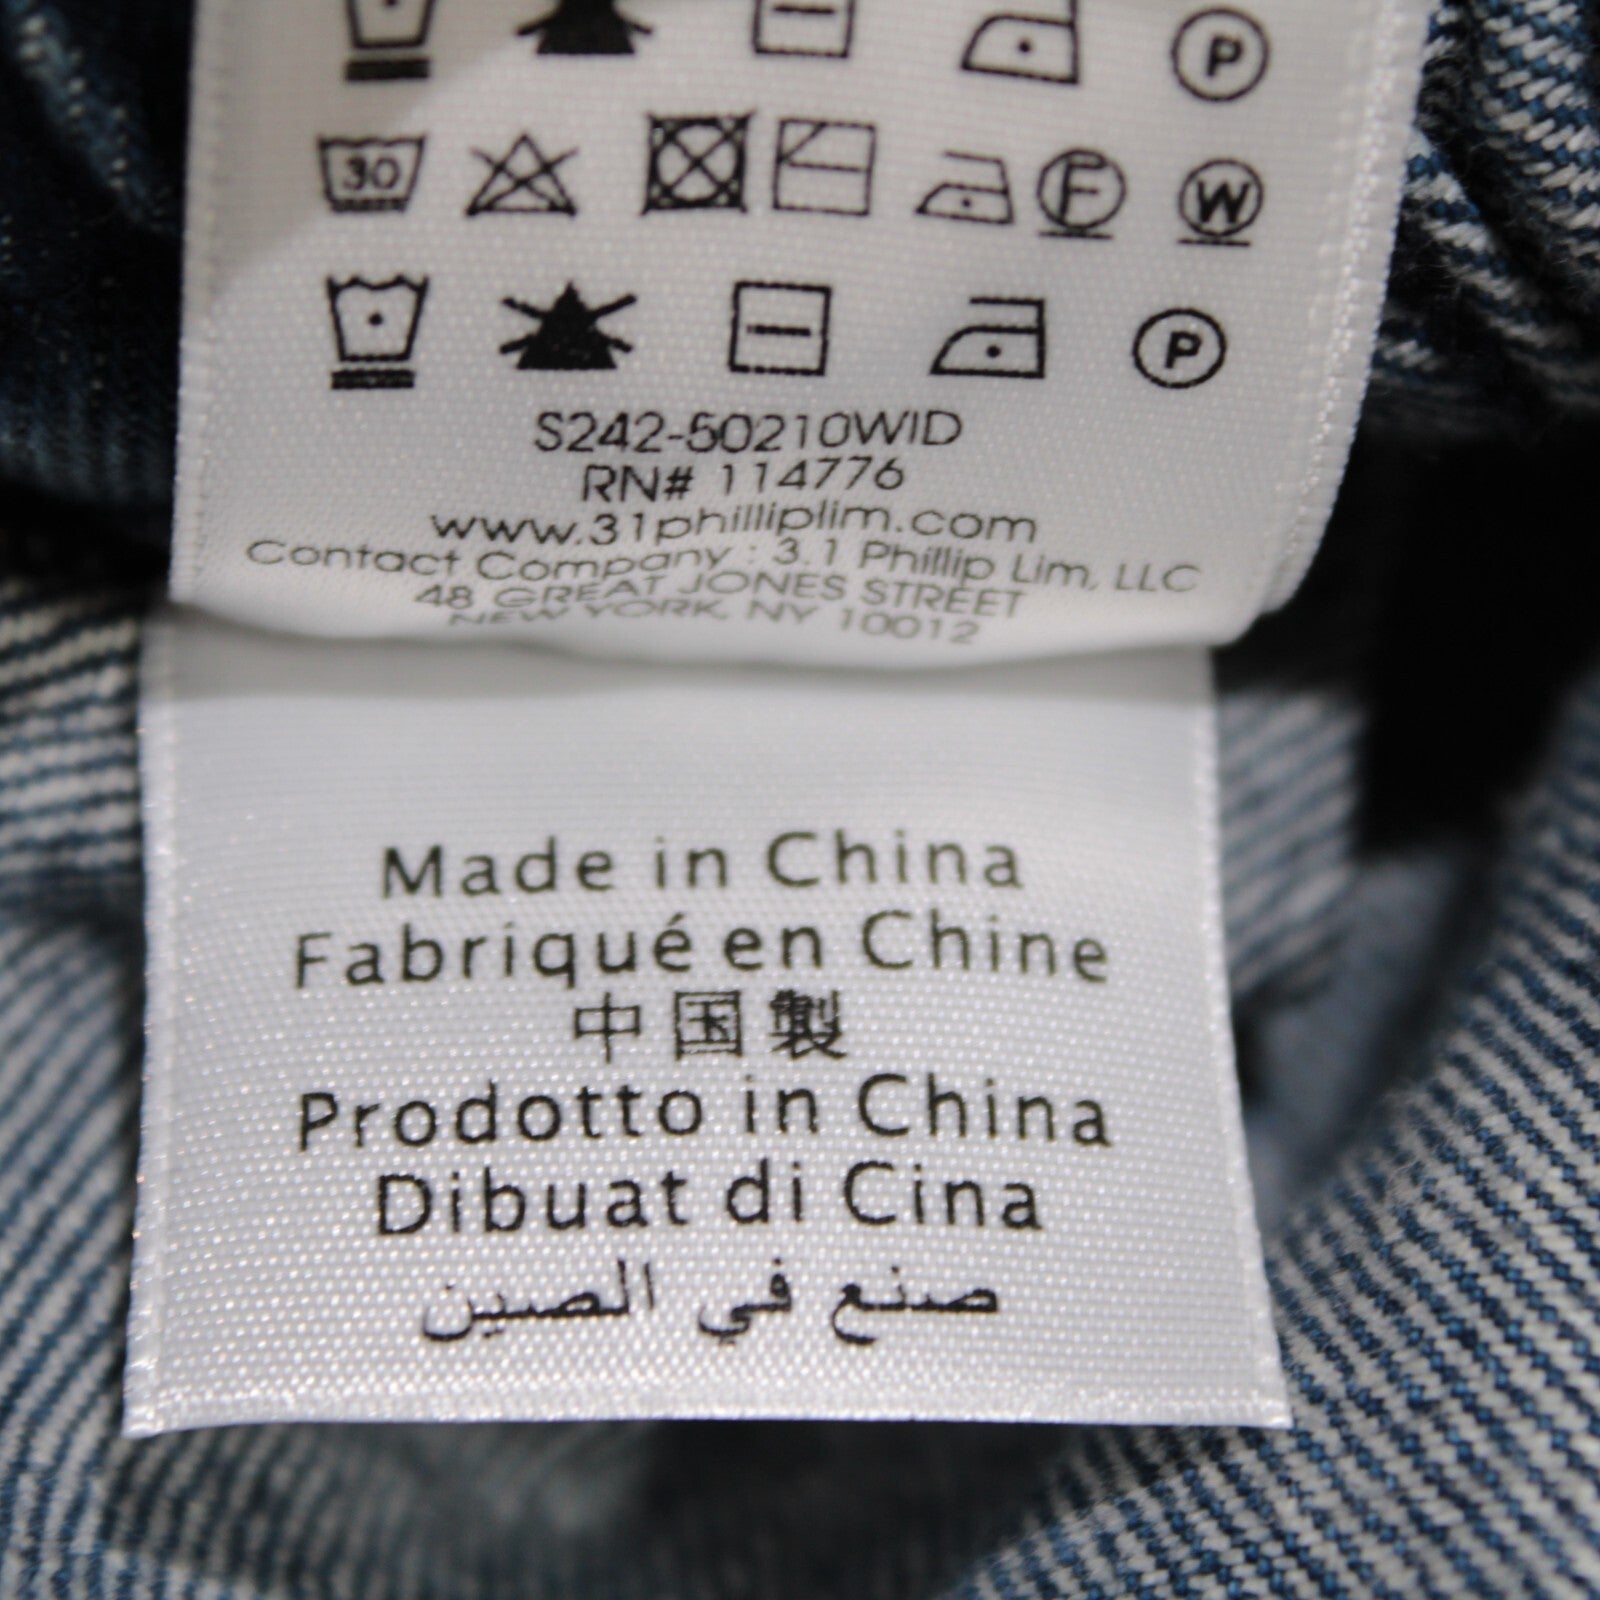 P
30 F W
P
S242-50210WID
RN# 114776
www.31philliplim.com
Contact Company : 3.1 Phillip Lim, LLC
48 GREAT JONES STREET
NEW YORK, NY 10012
Made in China
Fabriqué en Chine
中国製
Prodotto in China
Dibuat di Cina
صنع في الصين